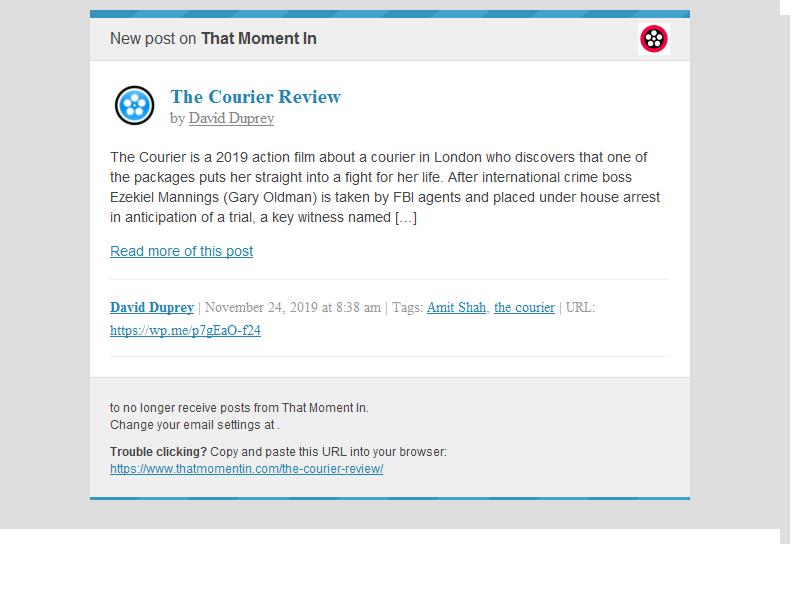 New post on That Moment In
The Courier Review
by David Duprey
The Courier is a 2019 action film about a courier in London who discovers that one of
the packages puts her straight into a fight for her life. After international crime boss
Ezekiel Mannings (Gary Oldman) is taken by FBI agents and placed under house arrest
in anticipation of a trial, a key witness named […]
Read more of this post
David Duprey | November 24, 2019 at 8:38 am | Tags: Amit Shah, the courier | URL:
https://wp.me/p7gEaO-f24
to no longer receive posts from That Moment In.
Change your email settings at .
Trouble clicking? Copy and paste this URL into your browser:
https://www.thatmomentin.com/the-courier-review/